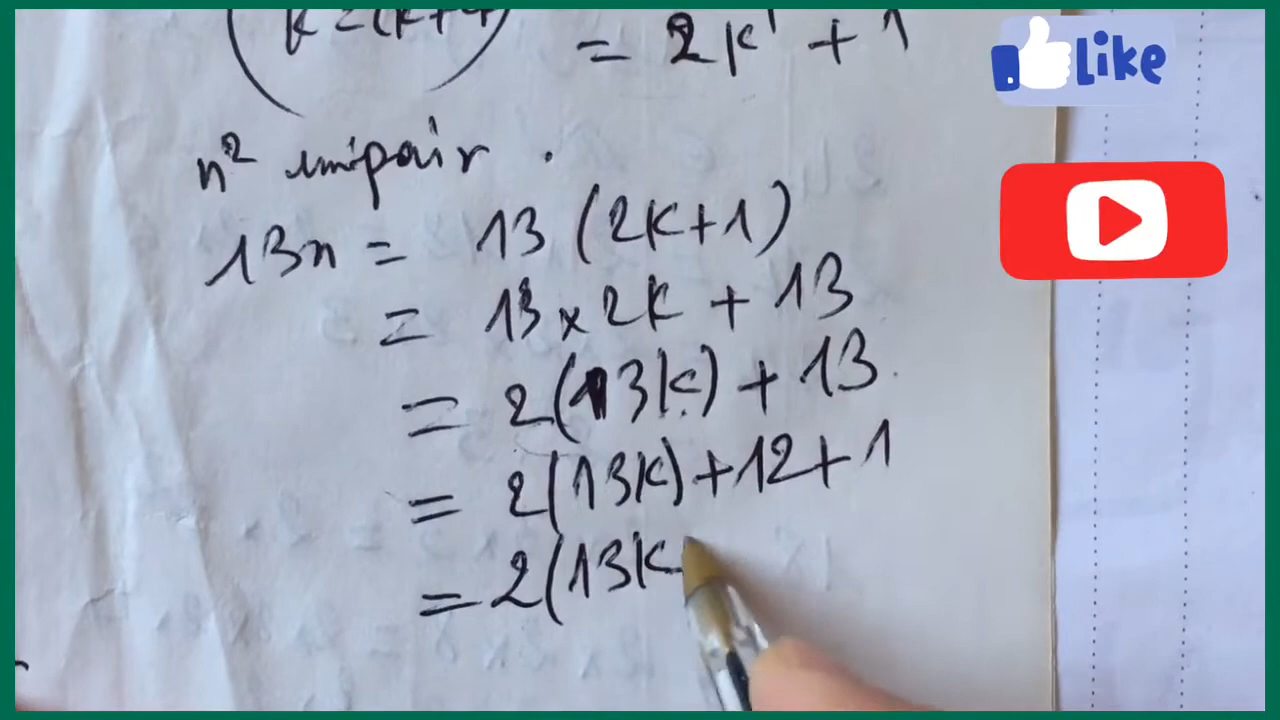 = 2k' + 1
n² impair .
13n = 13 (2k+1)
= 13 x 2k + 13
= 2(13k) + 13
= 2(13k) + 12 + 1
= 2(13k
Like